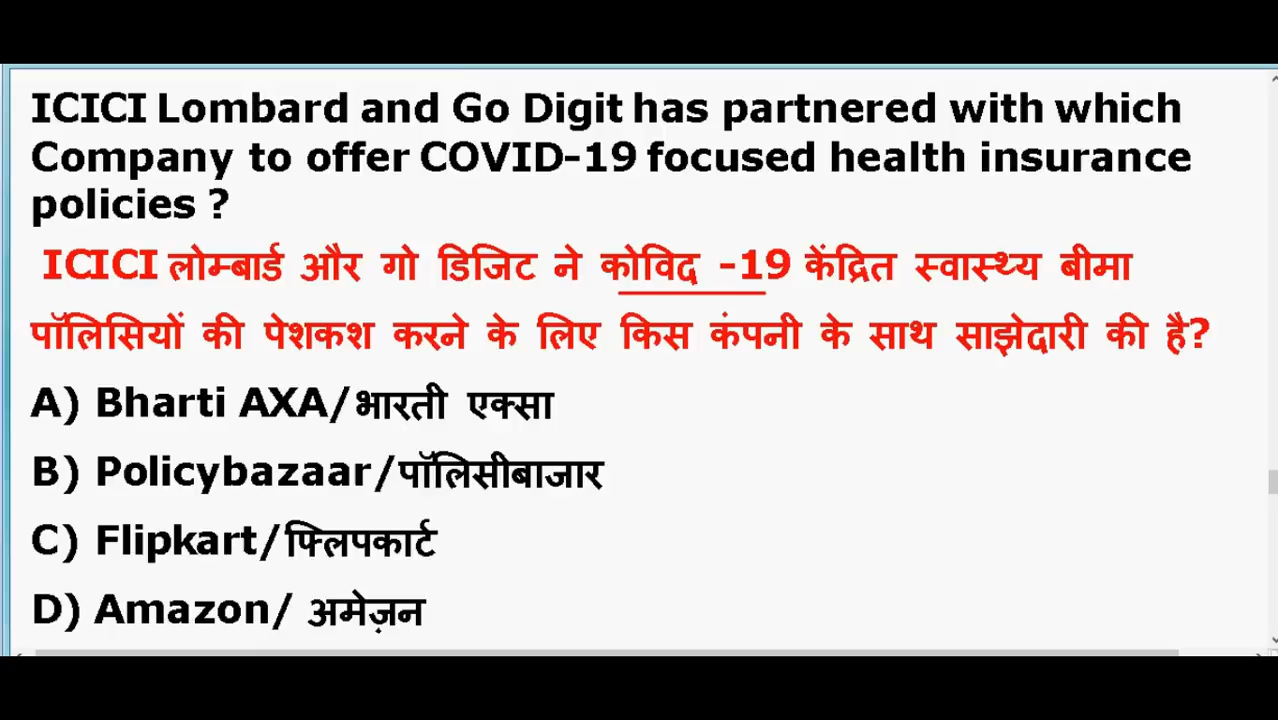 ICICI Lombard and Go Digit has partnered with which
Company to offer COVID-19 focused health insurance
policies ?
ICICI लोम्बार्ड और गो डिजिट ने कोविद -19 केंद्रित स्वास्थ्य बीमा
पॉलिसियों की पेशकश करने के लिए किस कंपनी के साथ साझेदारी की है?
A) Bharti AXA/भारती एक्सा
B) Policybazaar/पॉलिसीबाजार
C) Flipkart/फ्लिपकार्ट
D) Amazon/ अमेज़न